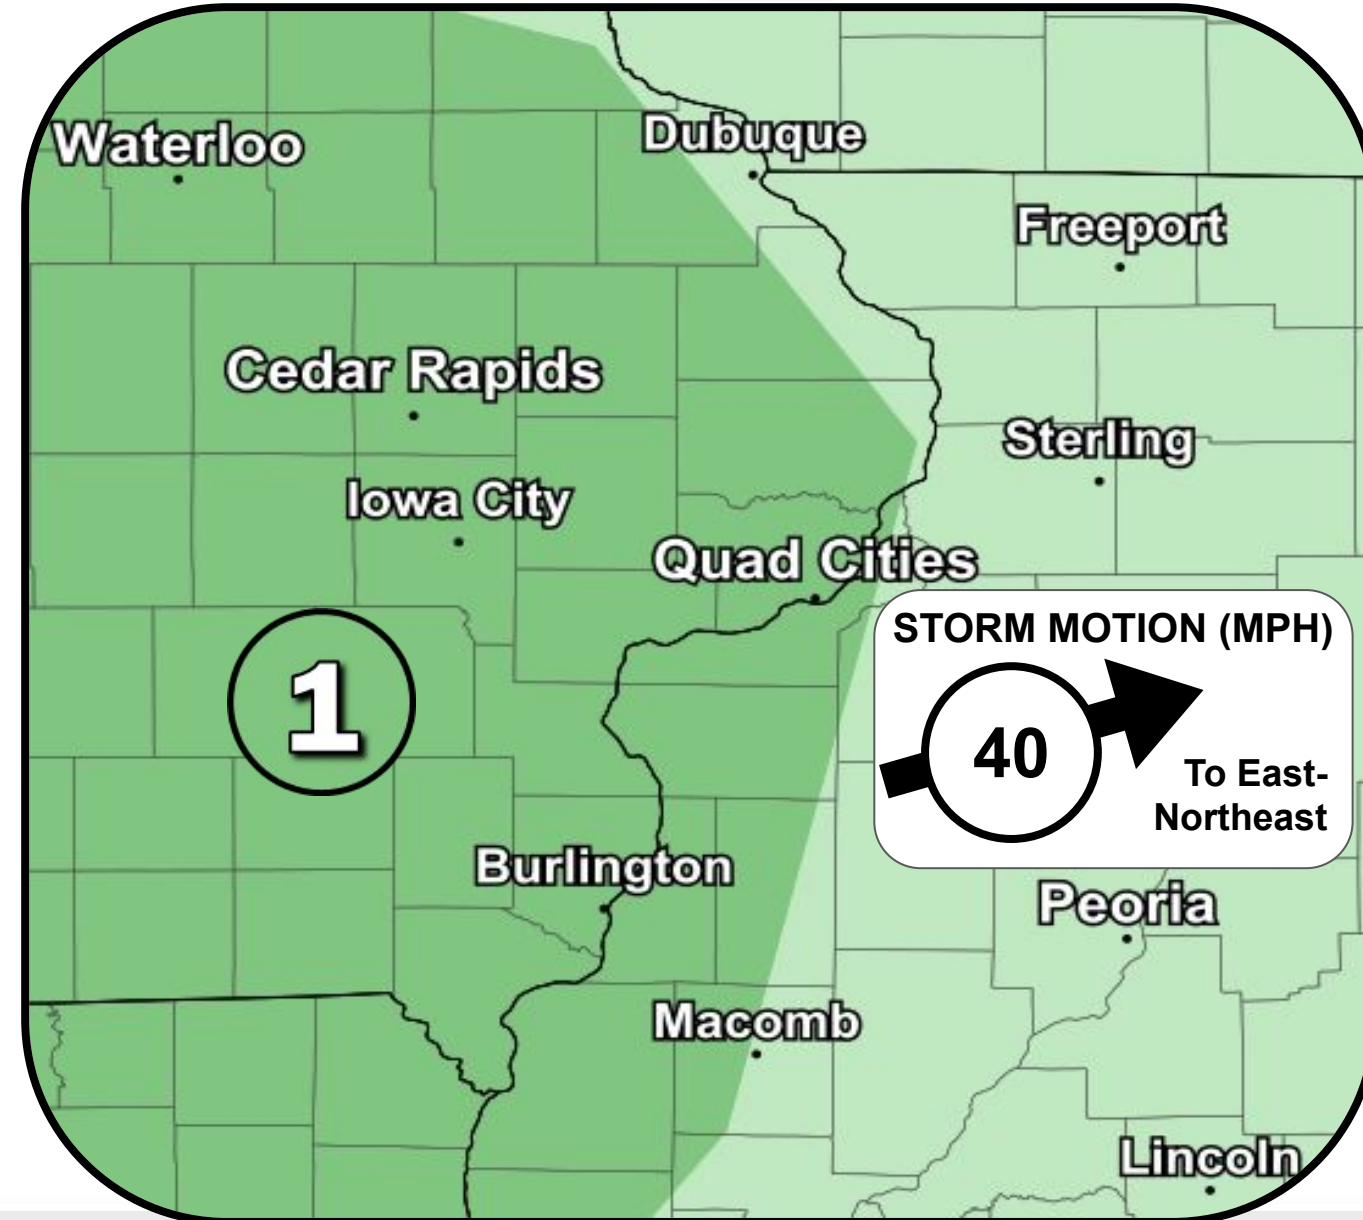 Waterloo
Dubuque
Freeport
Cedar Rapids
Sterling
Iowa City
Quad Cities
STORM MOTION (MPH)
40
To East-
Northeast
1
Burlington
Peoria
Macomb
Lincoln